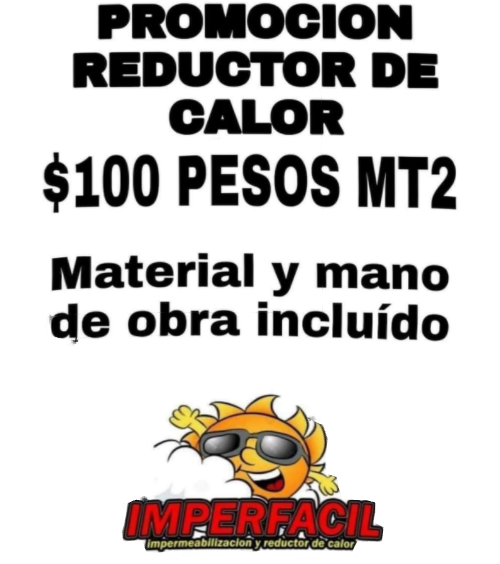 PROMOCION
REDUCTOR DE
CALOR
$100 PESOS MT2
Material y mano
de obra incluído
IMPERFACIL
impermeabilizacion y reductor de calor